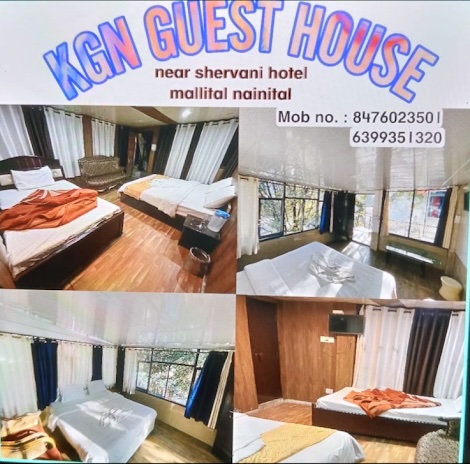 KGN GUEST HOUSE
near shervani hotel
mallital nainital
Mob no. : 8476023501
6399351320